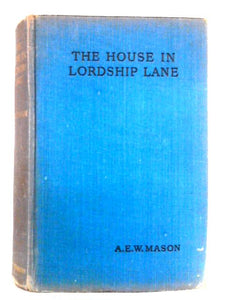 THE HOUSE IN
LORDSHIP LANE
A.E.W. MASON